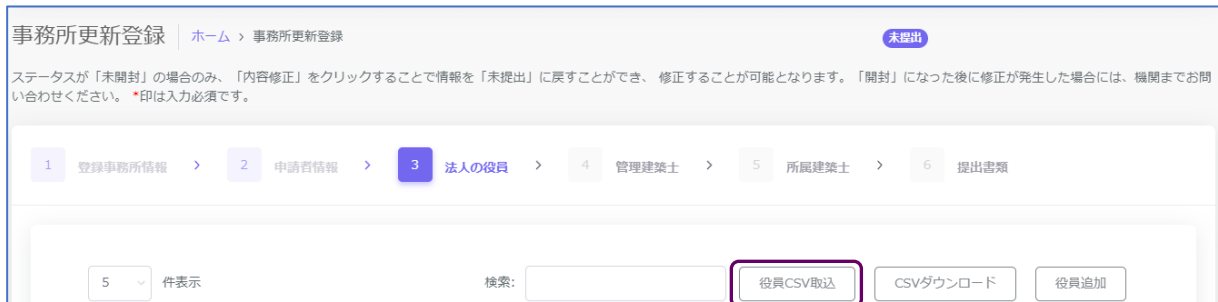 事務所更新登録 ホーム > 事務所更新登録 未提出
ステータスが「未開封」の場合のみ、「内容修正」をクリックすることで情報を「未提出」に戻すことができ、 修正することが可能となります。「開封」になった後に修正が発生した場合には、機関までお問
い合わせください。 *印は入力必須です。
1 登録事務所情報 > 2 申請者情報 > 3 法人の役員 > 4 管理建築士 > 5 所属建築士 > 6 提出書類
5 件表示 検索: 役員CSV取込 CSVダウンロード 役員追加